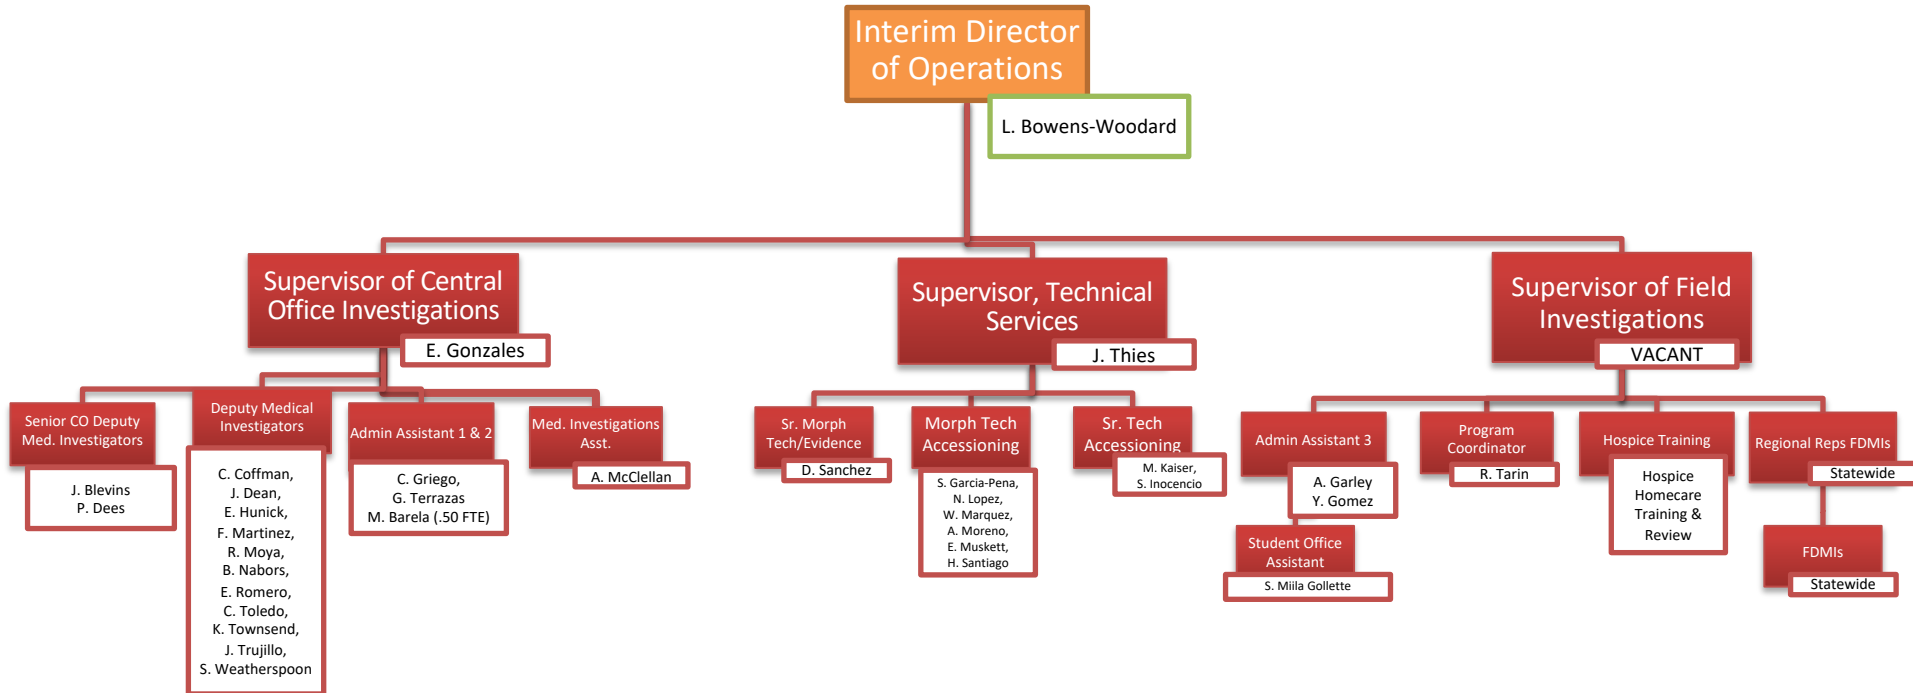 Interim Director
of Operations
L. Bowens-Woodard
Supervisor of Central
Office Investigations
E. Gonzales
Supervisor, Technical
Services
J. Thies
Supervisor of Field
Investigations
VACANT
Senior CO Deputy
Med. Investigators
J. Blevins
P. Dees
Deputy Medical
Investigators
C. Coffman,
J. Dean,
E. Hunick,
F. Martinez,
R. Moya,
B. Nabors,
E. Romero,
C. Toledo,
K. Townsend,
J. Trujillo,
S. Weatherspoon
Admin Assistant 1 & 2
C. Griego,
G. Terrazas
M. Barela (.50 FTE)
Med. Investigations
Asst.
A. McClellan
Sr. Morph
Tech/Evidence
D. Sanchez
Morph Tech
Accessioning
S. Garcia-Pena,
N. Lopez,
W. Marquez,
A. Moreno,
E. Muskett,
H. Santiago
Sr. Tech
Accessioning
M. Kaiser,
S. Inocencio
Admin Assistant 3
A. Garley
Y. Gomez
Student Office
Assistant
S. Miila Gollette
Program
Coordinator
R. Tarin
Hospice Training
Hospice
Homecare
Training &
Review
Regional Reps FDMIs
Statewide
FDMIs
Statewide